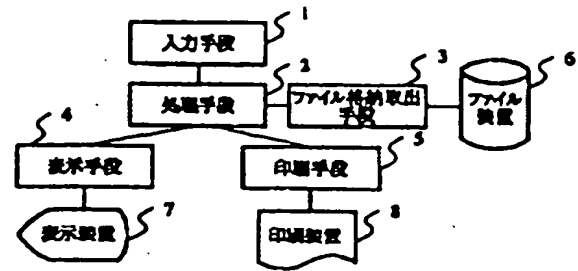 1
入力手段
2
処理手段
3
ファイル格納取出
手段
6
ファイル
装置
4
表示手段
5
印刷手段
7
表示装置
8
印刷装置